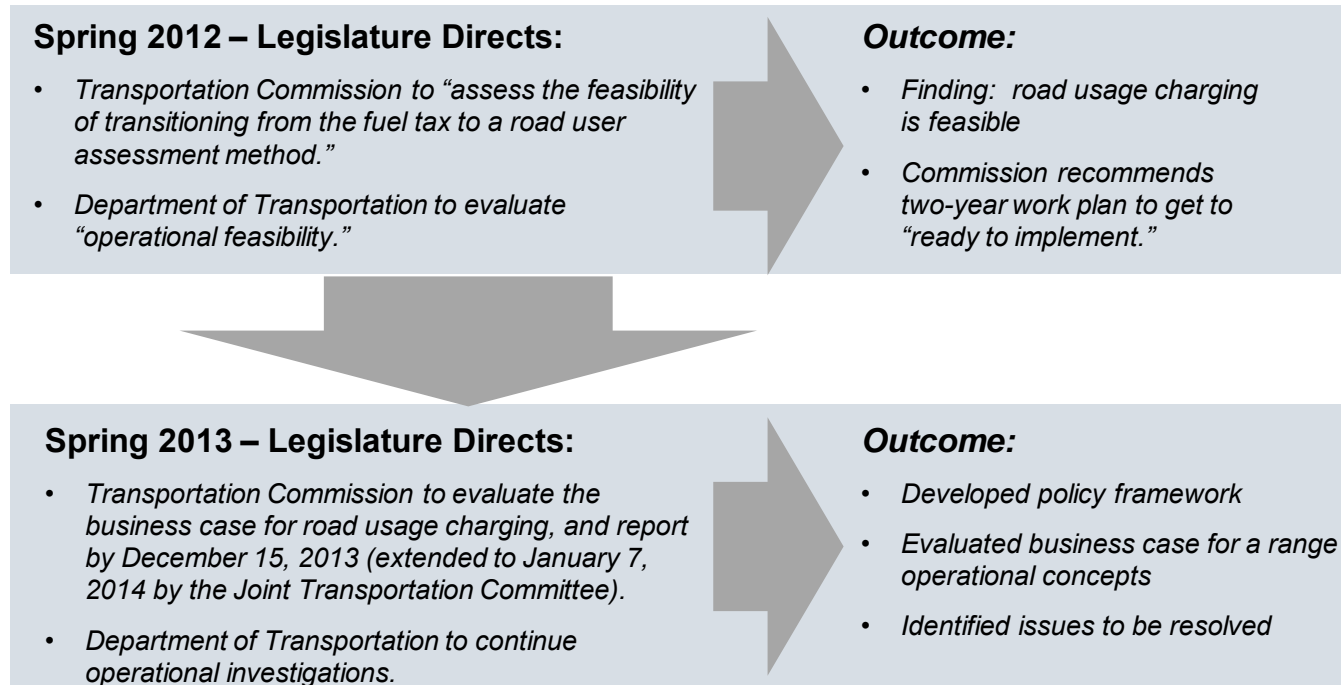 Spring 2012 – Legislature Directs:
• Transportation Commission to “assess the feasibility
of transitioning from the fuel tax to a road user
assessment method.”
• Department of Transportation to evaluate
“operational feasibility.”
Outcome:
• Finding: road usage charging
is feasible
• Commission recommends
two-year work plan to get to
“ready to implement.”
Spring 2013 – Legislature Directs:
• Transportation Commission to evaluate the
business case for road usage charging, and report
by December 15, 2013 (extended to January 7,
2014 by the Joint Transportation Committee).
• Department of Transportation to continue
operational investigations.
Outcome:
• Developed policy framework
• Evaluated business case for a range
operational concepts
• Identified issues to be resolved